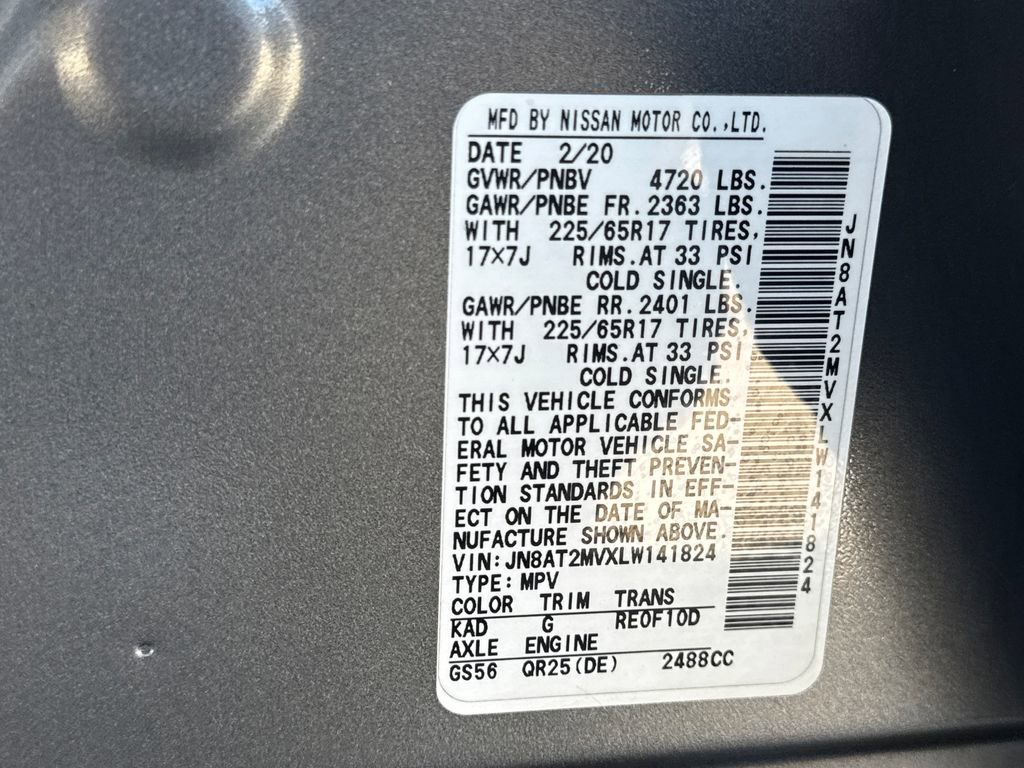 MFD BY NISSAN MOTOR CO.,LTD.
DATE 2/20
GVWR/PNBV 4720 LBS.
GAWR/PNBE FR. 2363 LBS.
WITH 225/65R17 TIRES,
17×7J RIMS. AT 33 PSI
COLD SINGLE.
GAWR/PNBE RR. 2401 LBS.
WITH 225/65R17 TIRES,
17×7J RIMS. AT 33 PSI
COLD SINGLE.
THIS VEHICLE CONFORMS
TO ALL APPLICABLE FED-
ERAL MOTOR VEHICLE SA-
FETY AND THEFT PREVEN-
TION STANDARDS IN EFF-
ECT ON THE DATE OF MA-
NUFACTURE SHOWN ABOVE.
VIN: JN8AT2MVXLW141824
TYPE: MPV
COLOR TRIM TRANS
KAD G RE0F10D
AXLE ENGINE
GS56 QR25(DE) 2488CC
JN8AT2MVXLW141824